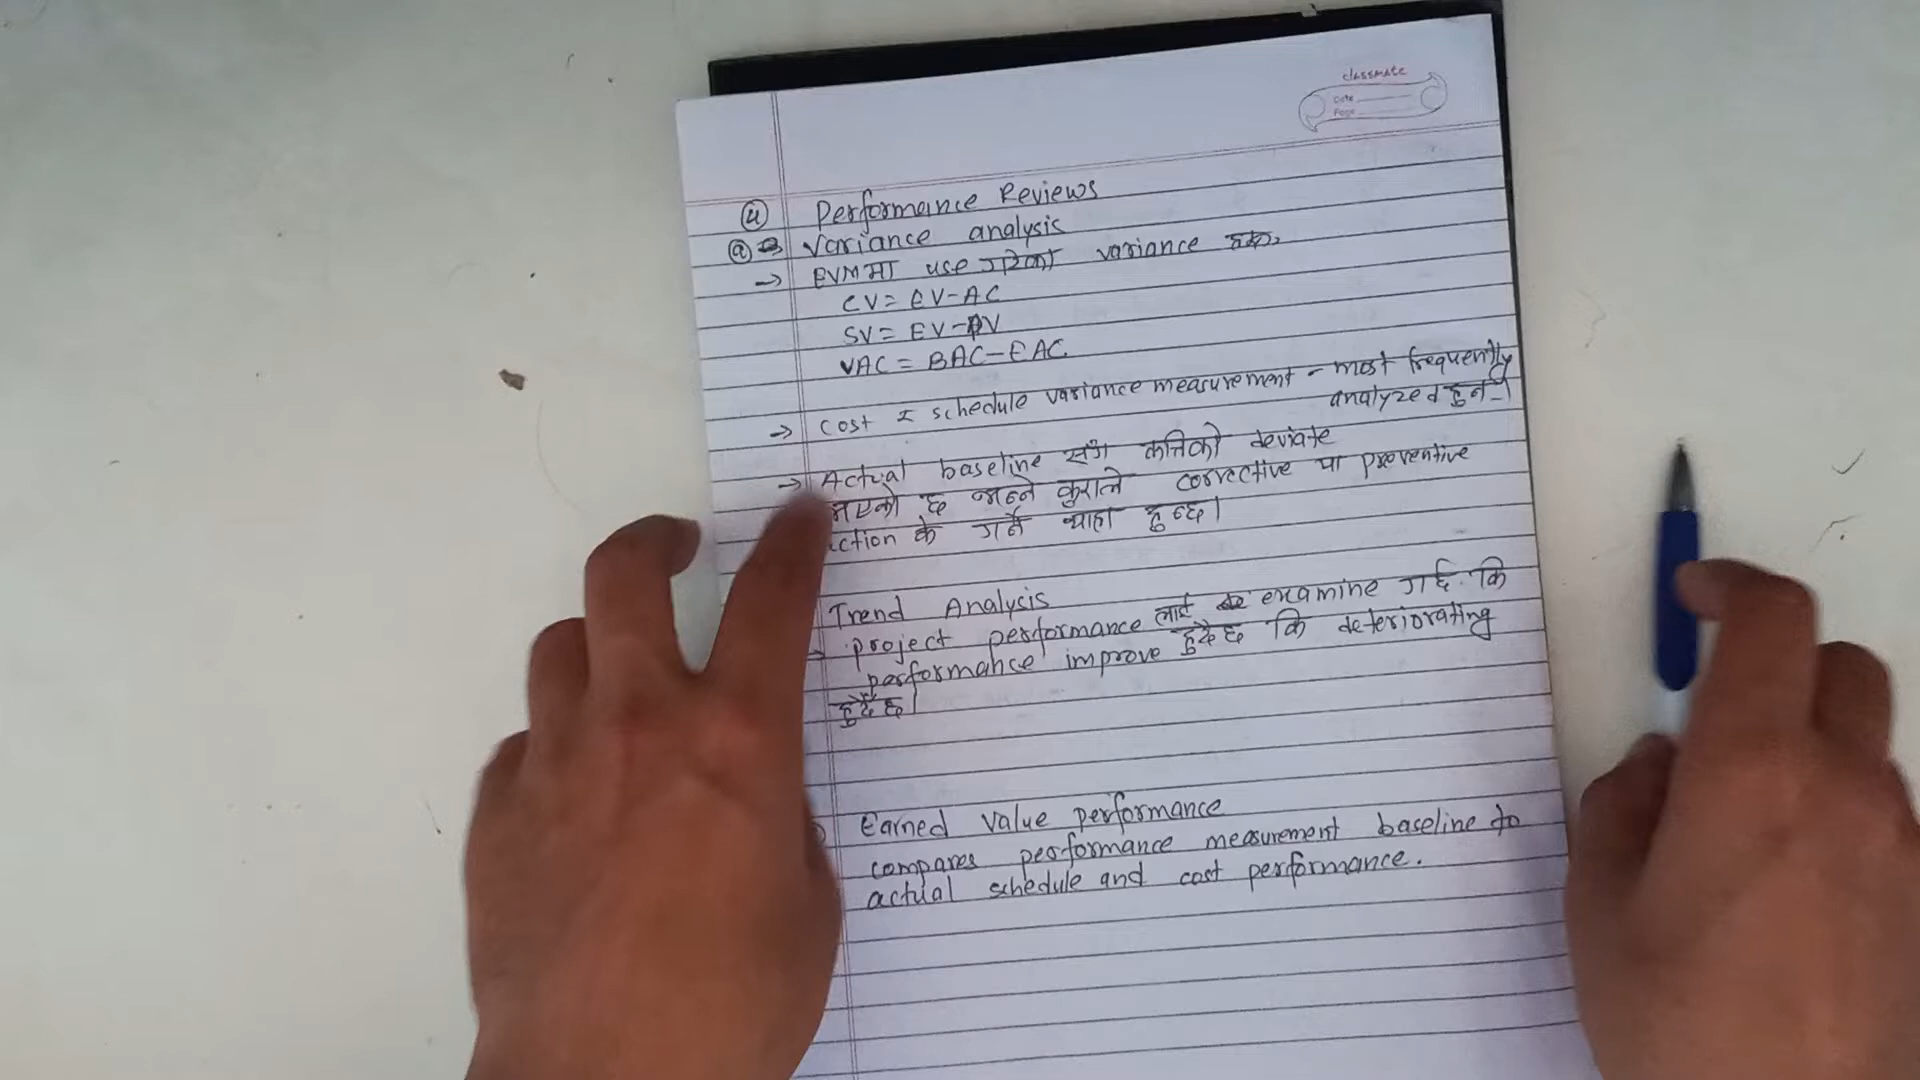 classmate
Date
Page
④ Performance Reviews
ⓐ Variance analysis
→ EVM मा use गरेको variance
CV = EV-AC
SV = EV-PV
VAC = BAC-EAC
→ Cost र schedule variance measurement - most frequently
analyzed हुन्।
→ Actual baseline सँग कत्तिको deviate
भएको छ भन्ने कुराले corrective या preventive
ction के गर्ने थाहा हुन्छ।
Trend Analysis
project performance लाई examine गर्छ कि
performance improve हुदैछ कि deteriorating
हुदैछ।
Earned Value performance
compares performance measurement baseline to
actual schedule and cost performance.